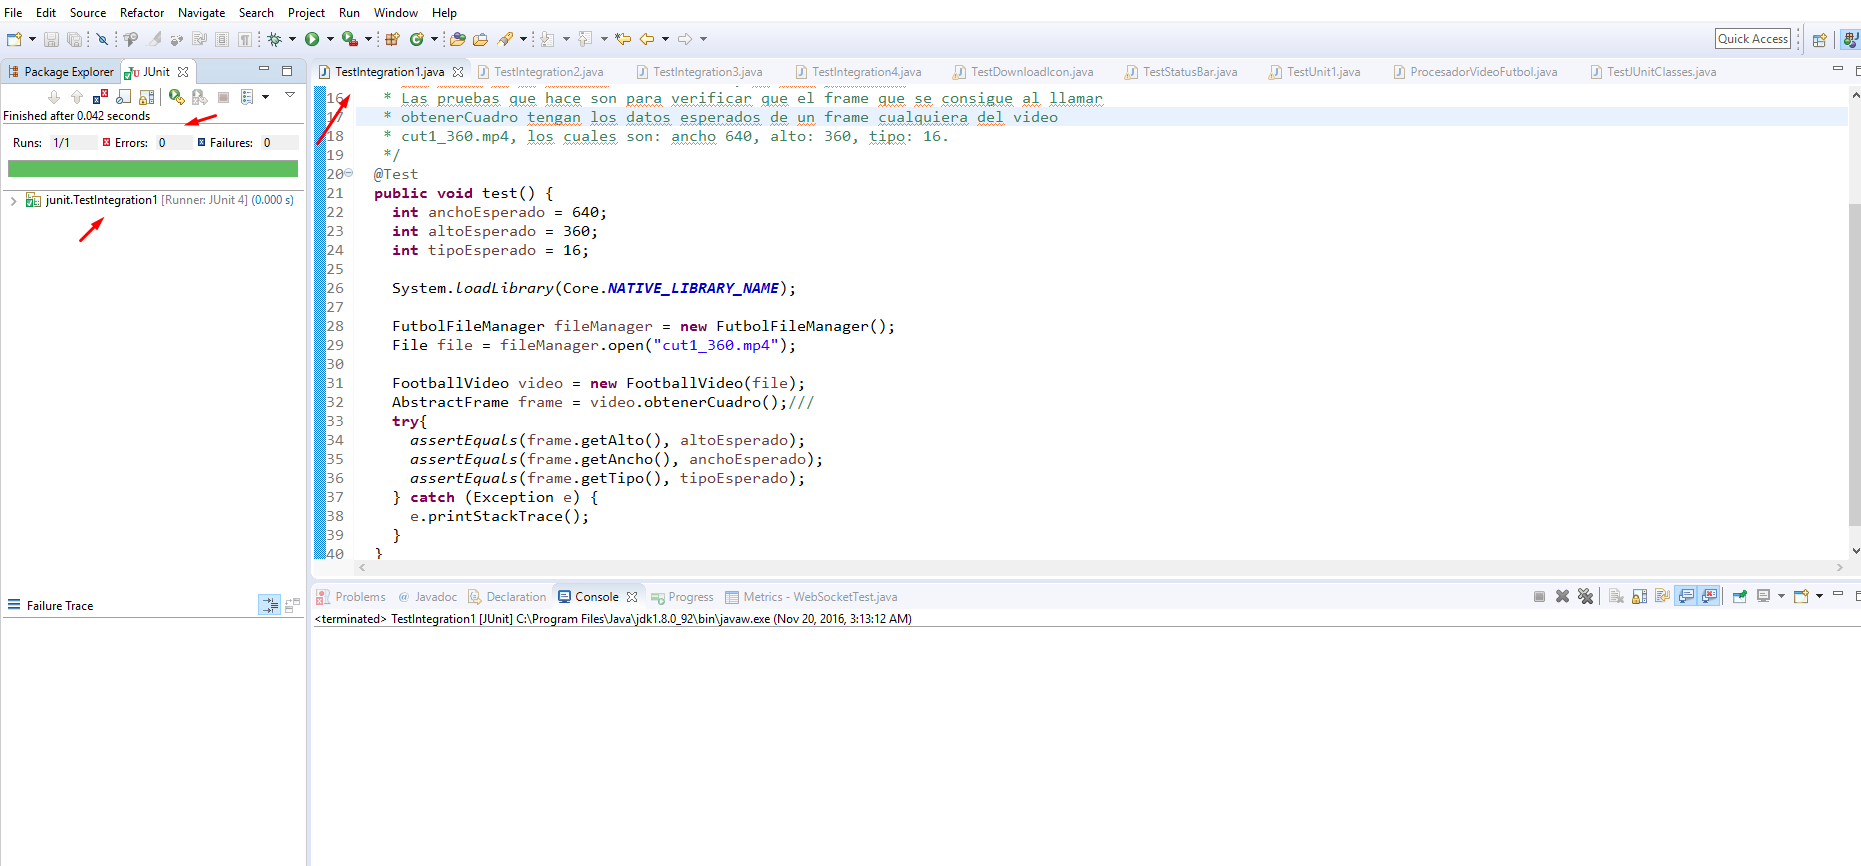 File Edit Source Refactor Navigate Search Project Run Window Help
Quick Access
Package Explorer JUnit
Finished after 0.042 seconds
Runs: 1/1 Errors: 0 Failures: 0
junit.TestIntegration1 [Runner: JUnit 4] (0.000 s)
Failure Trace
TestIntegration1.java TestIntegration2.java TestIntegration3.java TestIntegration4.java TestDownloadIcon.java TestStatusBar.java TestUnit1.java ProcesadorVideoFutbol.java TestJUnitClasses.java
16 * Las pruebas que hace son para verificar que el frame que se consigue al llamar
17 * obtenerCuadro tengan los datos esperados de un frame cualquiera del video
18 * cut1_360.mp4, los cuales son: ancho 640, alto: 360, tipo: 16.
19 */
20 @Test
21 public void test() {
22 int anchoEsperado = 640;
23 int altoEsperado = 360;
24 int tipoEsperado = 16;
25
26 System.loadLibrary(Core.NATIVE_LIBRARY_NAME);
27
28 FutbolFileManager fileManager = new FutbolFileManager();
29 File file = fileManager.open("cut1_360.mp4");
30
31 FootballVideo video = new FootballVideo(file);
32 AbstractFrame frame = video.obtenerCuadro();///
33 try{
34 assertEquals(frame.getAlto(), altoEsperado);
35 assertEquals(frame.getAncho(), anchoEsperado);
36 assertEquals(frame.getTipo(), tipoEsperado);
37 } catch (Exception e) {
38 e.printStackTrace();
39 }
40 }
Problems Javadoc Declaration Console Progress Metrics - WebSocketTest.java
<terminated> TestIntegration1 [JUnit] C:\Program Files\Java\jdk1.8.0_92\bin\javaw.exe (Nov 20, 2016, 3:13:12 AM)